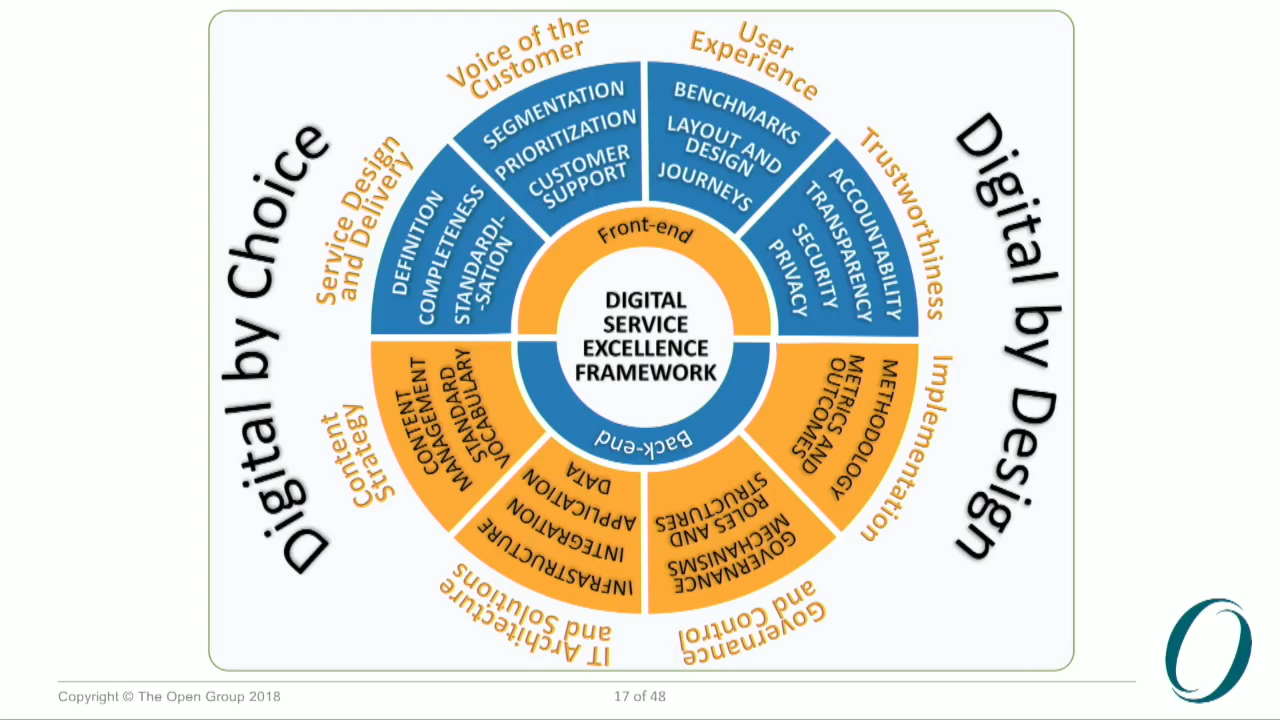 Digital by Choice
Digital by Design
Voice of the
Customer
SEGMENTATION
PRIORITIZATION
CUSTOMER
SUPPORT
User
Experience
BENCHMARKS
LAYOUT AND
DESIGN
JOURNEYS
Trustworthiness
ACCOUNTABILITY
TRANSPARENCY
SECURITY
PRIVACY
Implementation
METHODOLOGY
METRICS AND
OUTCOMES
Governance
and Control
GOVERNANCE
MECHANISMS
ROLES AND
STRUCTURES
IT Architecture
and Solutions
INFRASTRUCTURE
INTEGRATION
APPLICATION
DATA
Content
Strategy
CONTENT
MANAGEMENT
STANDARD
VOCABULARY
Service Design
and Delivery
DEFINITION
COMPLETENESS
STANDARDI-
-SATION
Front-end
DIGITAL
SERVICE
EXCELLENCE
FRAMEWORK
Back-end
Copyright © The Open Group 2018
17 of 48